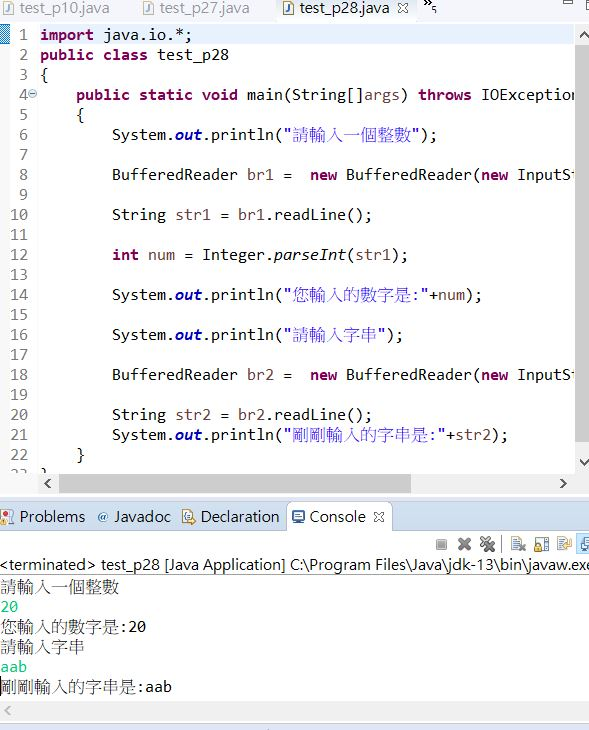 test_p10.java test_p27.java test_p28.java »5
1 import java.io.*;
2 public class test_p28
3 {
4 public static void main(String[]args) throws IOException
5 {
6 System.out.println("請輸入一個整數");
7
8 BufferedReader br1 = new BufferedReader(new InputSt
9
10 String str1 = br1.readLine();
11
12 int num = Integer.parseInt(str1);
13
14 System.out.println("您輸入的數字是:"+num);
15
16 System.out.println("請輸入字串");
17
18 BufferedReader br2 = new BufferedReader(new InputSt
19
20 String str2 = br2.readLine();
21 System.out.println("剛剛輸入的字串是:"+str2);
22 }
Problems @ Javadoc Declaration Console
<terminated> test_p28 [Java Application] C:\Program Files\Java\jdk-13\bin\javaw.exe
請輸入一個整數
20
您輸入的數字是:20
請輸入字串
aab
剛剛輸入的字串是:aab